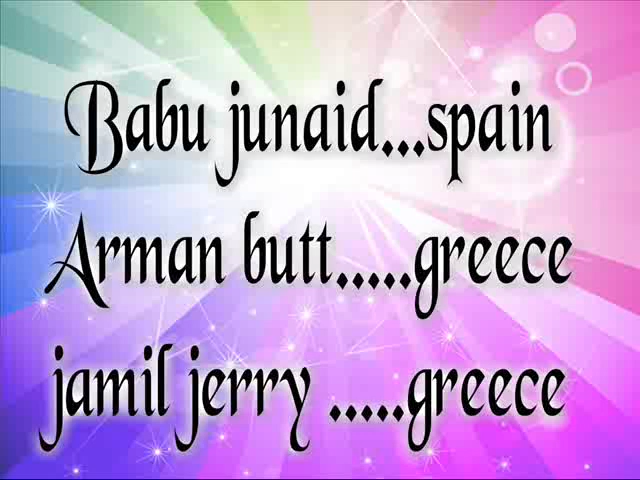 Babu junaid...spain
Arman butt.....greece
jamil jerry .....greece